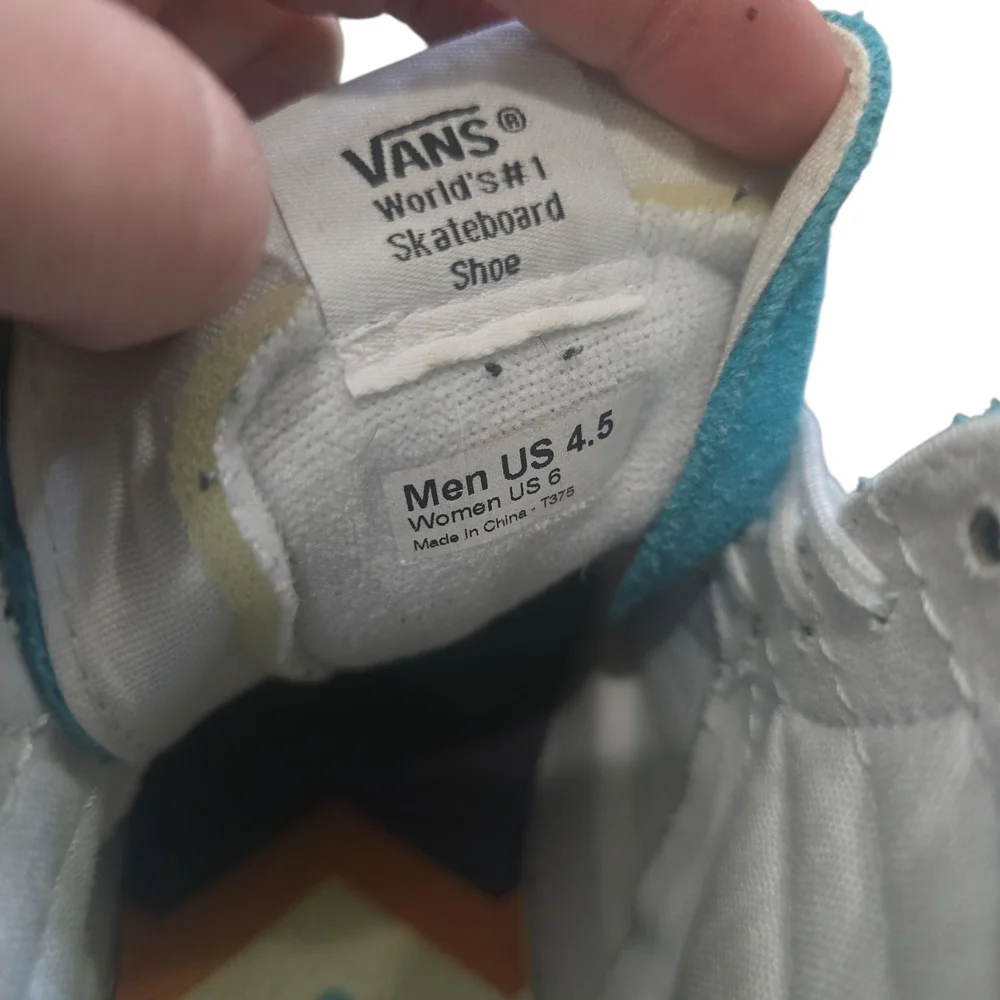 VANS®
World's #1
Skateboard
Shoe
Men US 4.5
Women US 6
Made In China - T375